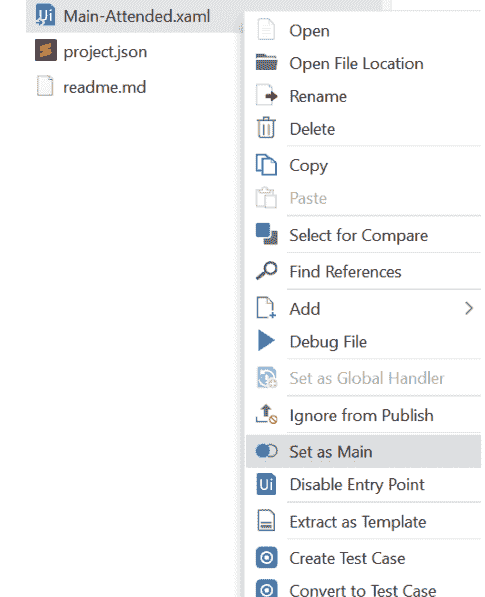 Main-Attended.xaml
project.json
readme.md
Open
Open File Location
Rename
Delete
Copy
Paste
Select for Compare
Find References
Add
Debug File
Set as Global Handler
Ignore from Publish
Set as Main
Disable Entry Point
Extract as Template
Create Test Case
Convert to Test Case